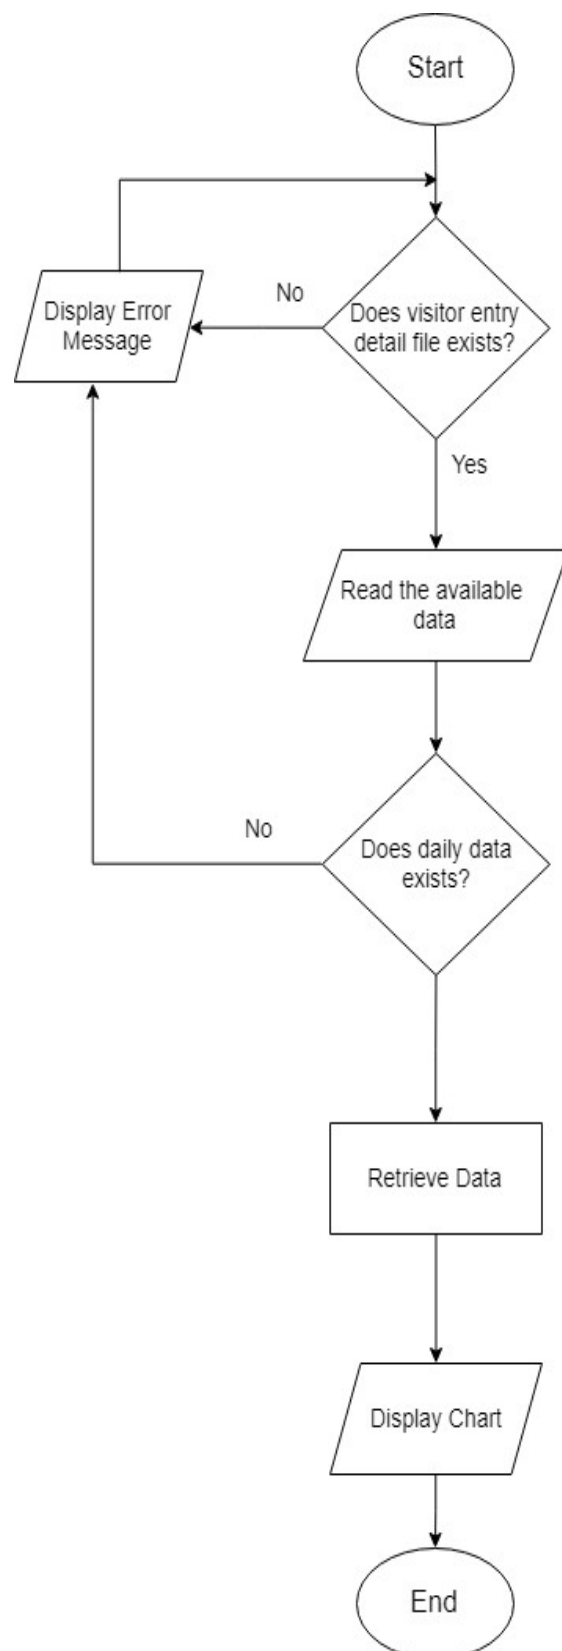 Start
No
Display Error
Message
Does visitor entry
detail file exists?
Yes
Read the available
data
No
Does daily data
exists?
Retrieve Data
Display Chart
End